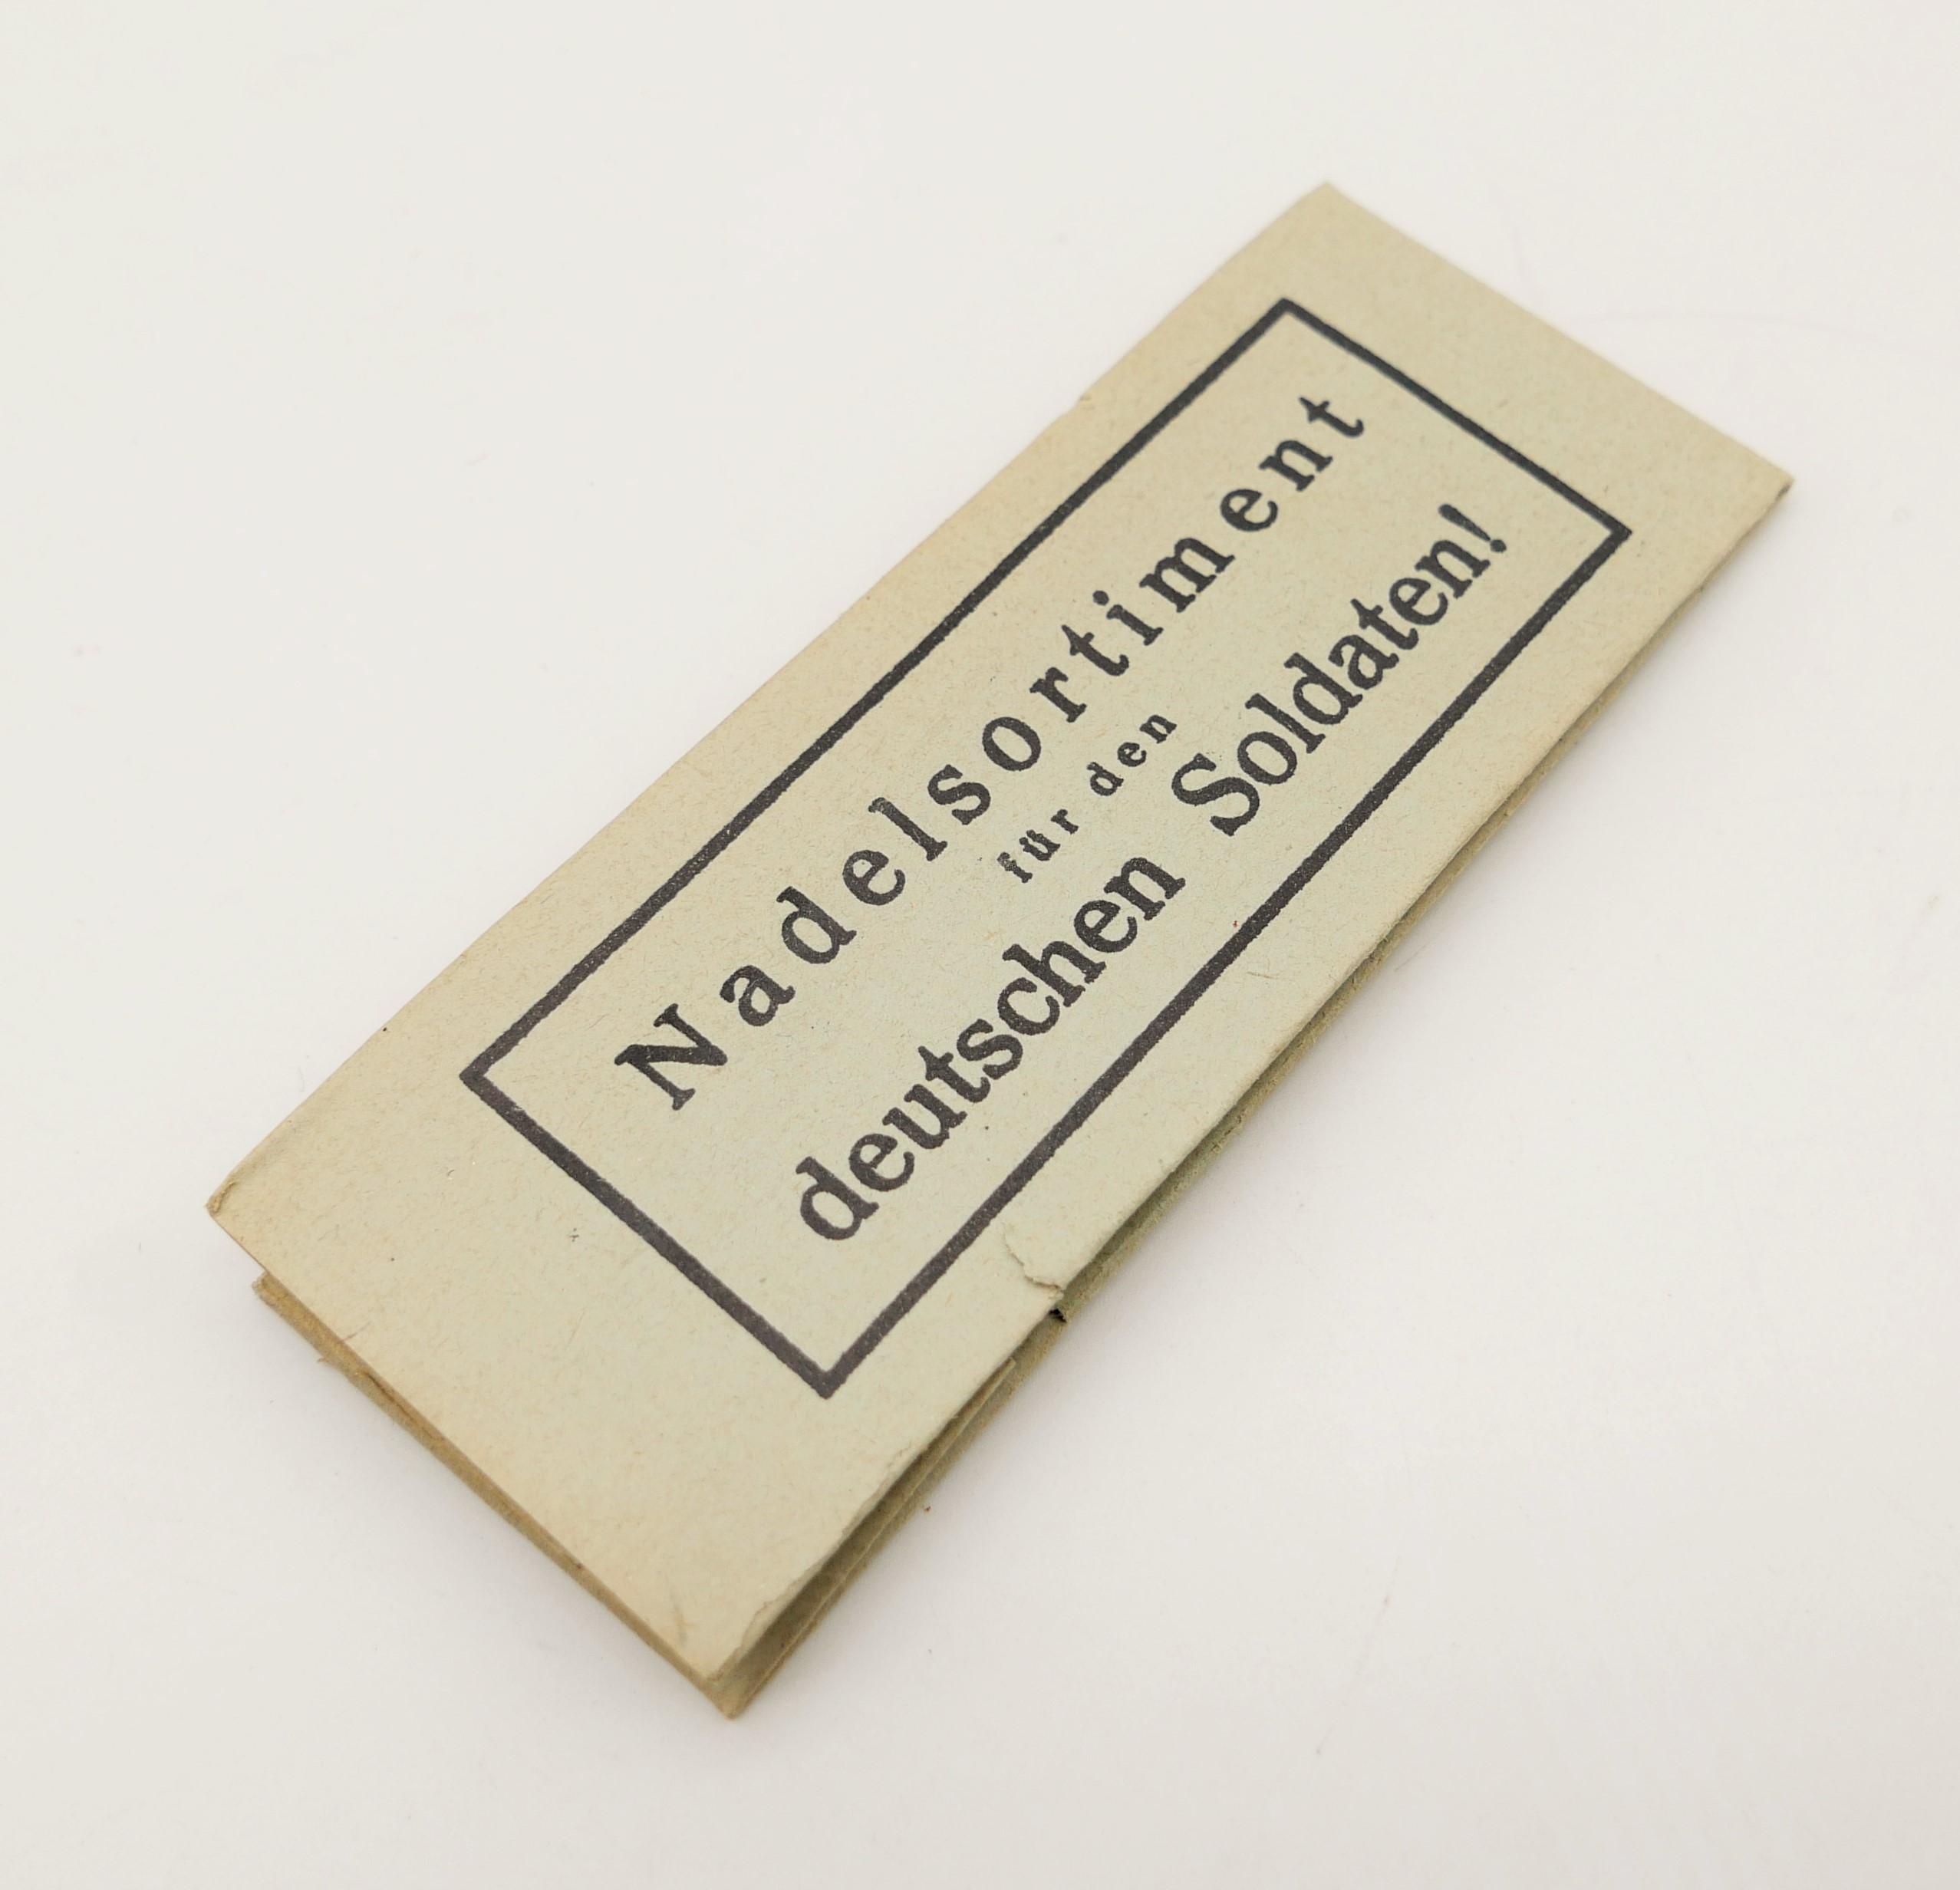 Nadelsortiment
für den
deutschen Soldaten!